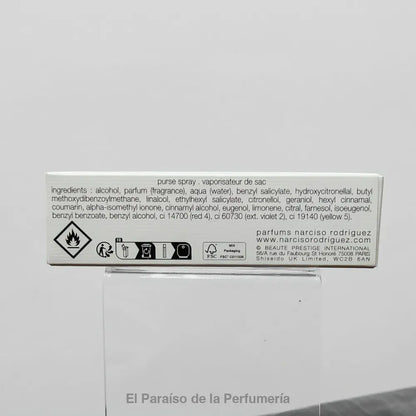 purse spray . vaporisateur de sac
ingredients : alcohol, parfum (fragrance), aqua (water), benzyl salicylate, hydroxycitronellal, butyl
methoxydibenzoylmethane, linalool, ethylhexyl salicylate, citronellol, geraniol, hexyl cinnamal,
coumarin, alpha-isomethyl ionone, cinnamyl alcohol, eugenol, limonene, citral, farnesol, isoeugenol,
benzyl benzoate, benzyl alcohol, ci 14700 (red 4), ci 60730 (ext. violet 2), ci 19140 (yellow 5).
parfums narciso rodriguez
www.narcisorodriguez.com
© BEAUTE PRESTIGE INTERNATIONAL
56/A rue du Faubourg St Honoré 75008 PARIS
Shiseido UK Limited, WC2B 6AN
FSC
MIX
Packaging
El Paraíso de la Perfumería